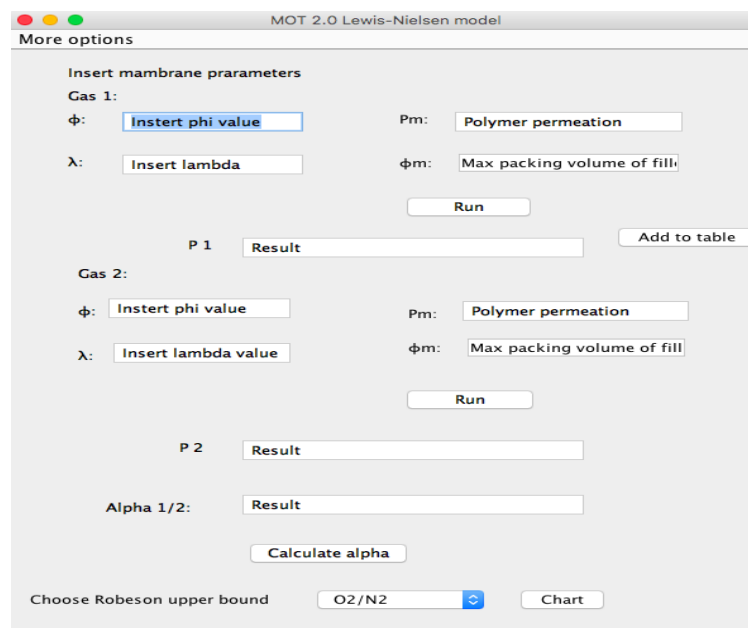 MOT 2.0 Lewis-Nielsen model
More options
Insert mambrane prarameters
Gas 1:
ϕ: Instert phi value Pm: Polymer permeation
λ: Insert lambda ϕm: Max packing volume of fill
Run
P 1 Result Add to table
Gas 2:
ϕ: Instert phi value Pm: Polymer permeation
λ: Insert lambda value ϕm: Max packing volume of fill
Run
P 2 Result
Alpha 1/2: Result
Calculate alpha
Choose Robeson upper bound O2/N2 Chart